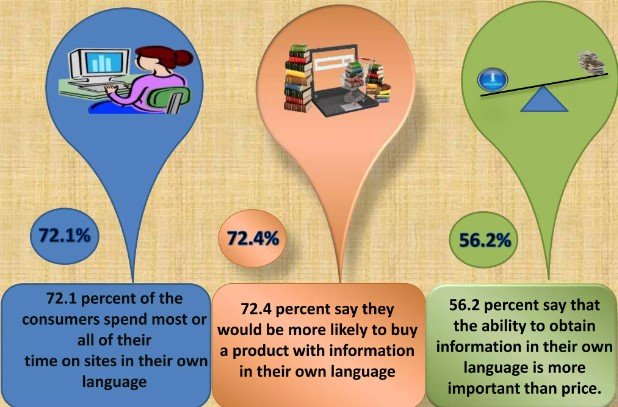 72.1%
72.1 percent of the
consumers spend most or
all of their
time on sites in their own
language
72.4%
72.4 percent say they
would be more likely to buy
a product with information
in their own language
56.2%
56.2 percent say that
the ability to obtain
information in their own
language is more
important than price.